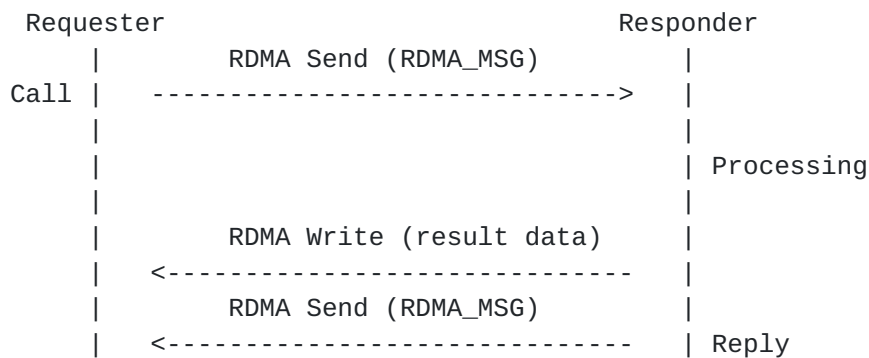 Requester Responder
| RDMA Send (RDMA_MSG) |
Call | ------------------------------> |
| |
| | Processing
| |
| RDMA Write (result data) |
| <------------------------------ |
| RDMA Send (RDMA_MSG) |
| <------------------------------ | Reply